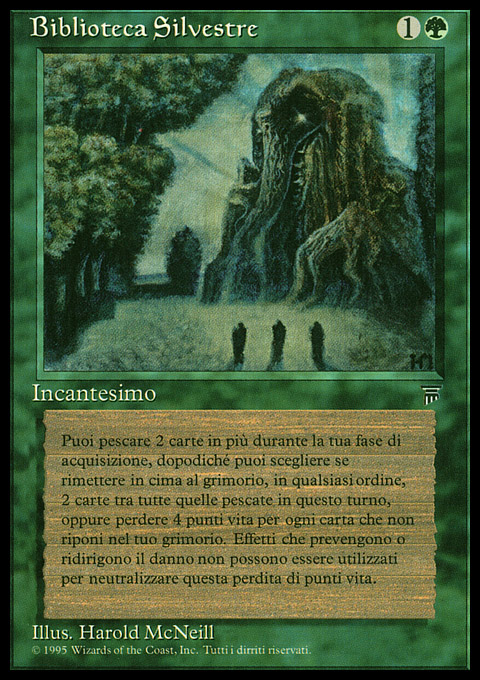 Biblioteca Silvestre 1
HM
Incantesimo
Puoi pescare 2 carte in più durante la tua fase di
acquisizione, dopodiché puoi scegliere se
rimettere in cima al grimorio, in qualsiasi ordine,
2 carte tra tutte quelle pescate in questo turno,
oppure perdere 4 punti vita per ogni carta che non
riponi nel tuo grimorio. Effetti che prevengono o
ridirigono il danno non possono essere utilizzati
per neutralizzare questa perdita di punti vita.
Illus. Harold McNeill
© 1995 Wizards of the Coast, Inc. Tutti i dirriti riservati.